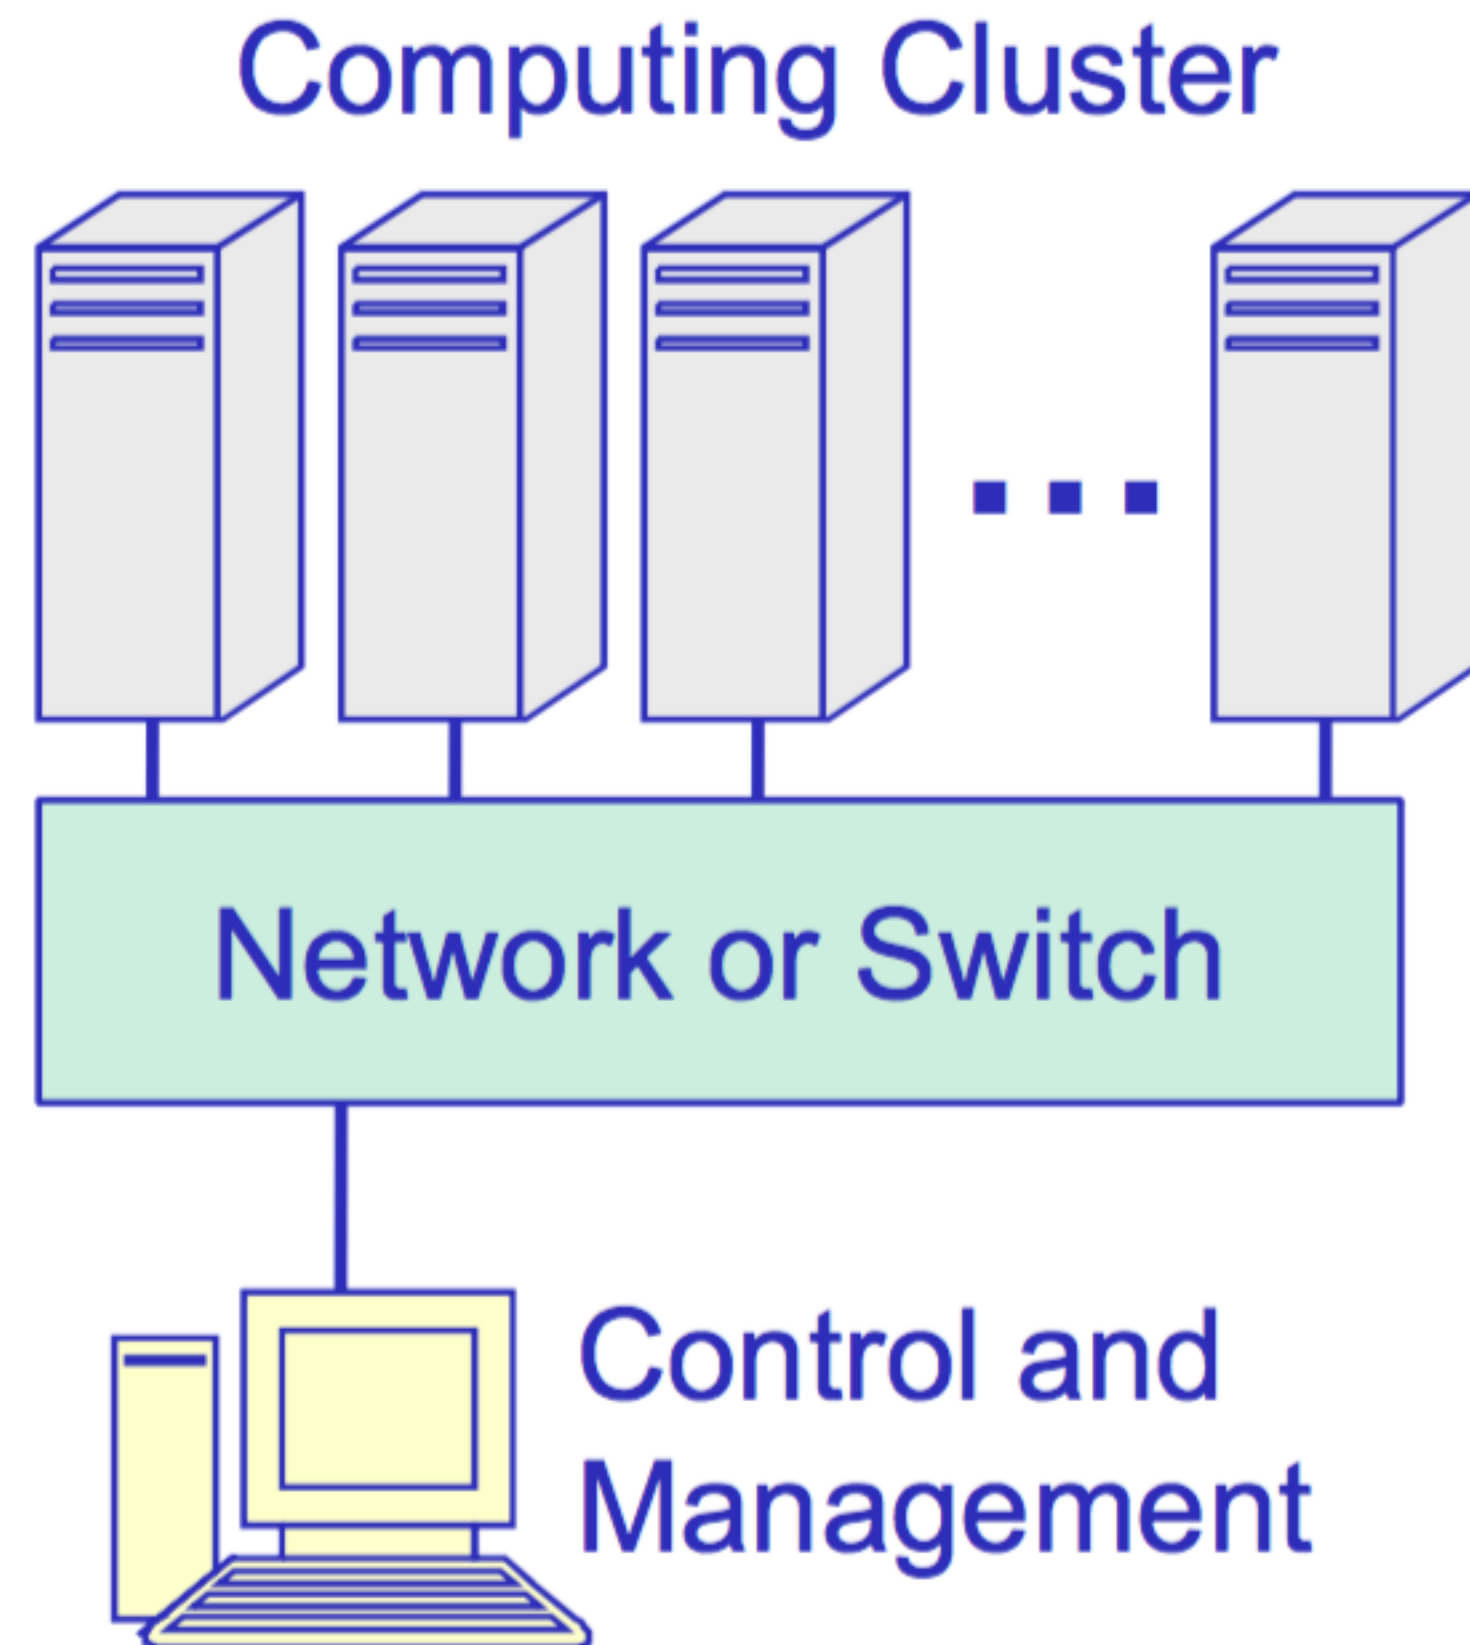 Computing Cluster
Network or Switch
Control and
Management